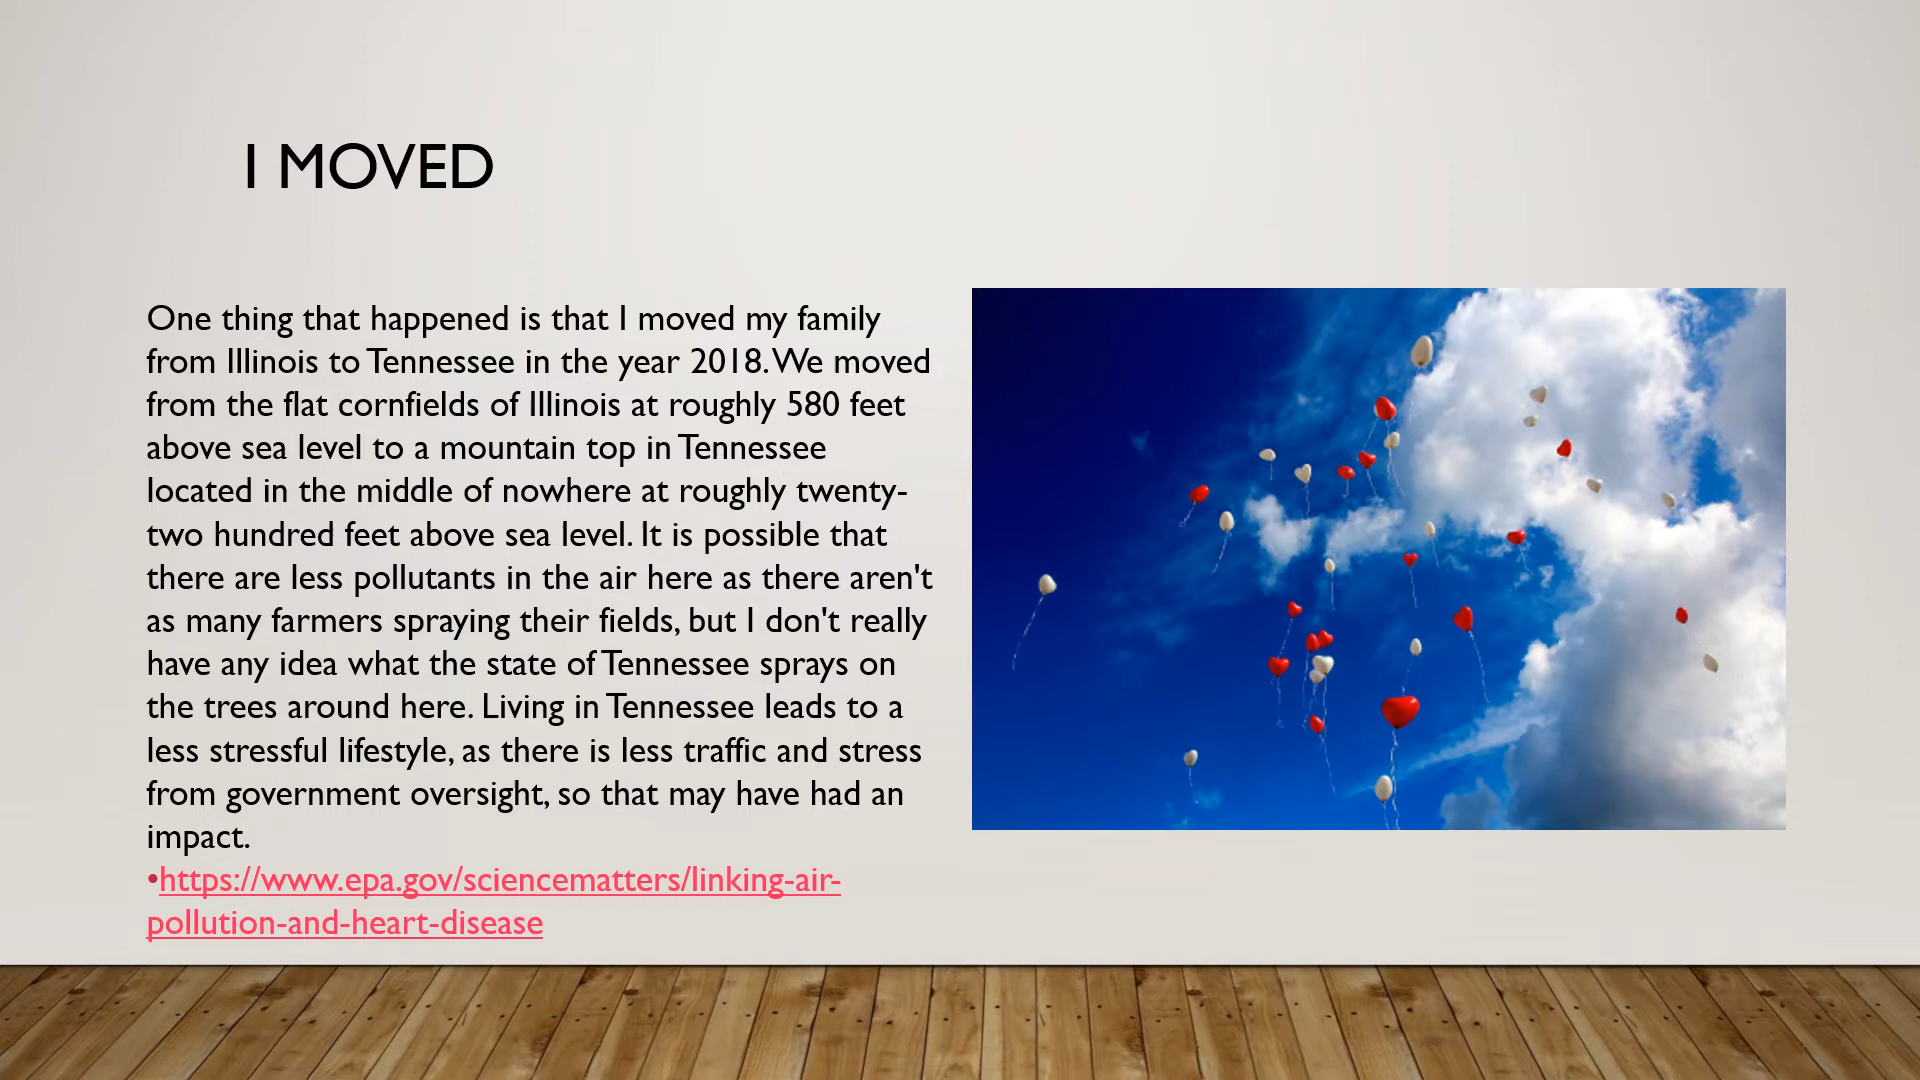 I MOVED
One thing that happened is that I moved my family
from Illinois to Tennessee in the year 2018. We moved
from the flat cornfields of Illinois at roughly 580 feet
above sea level to a mountain top in Tennessee
located in the middle of nowhere at roughly twenty-
two hundred feet above sea level. It is possible that
there are less pollutants in the air here as there aren't
as many farmers spraying their fields, but I don't really
have any idea what the state of Tennessee sprays on
the trees around here. Living in Tennessee leads to a
less stressful lifestyle, as there is less traffic and stress
from government oversight, so that may have had an
impact.
•https://www.epa.gov/sciencematters/linking-air-
pollution-and-heart-disease